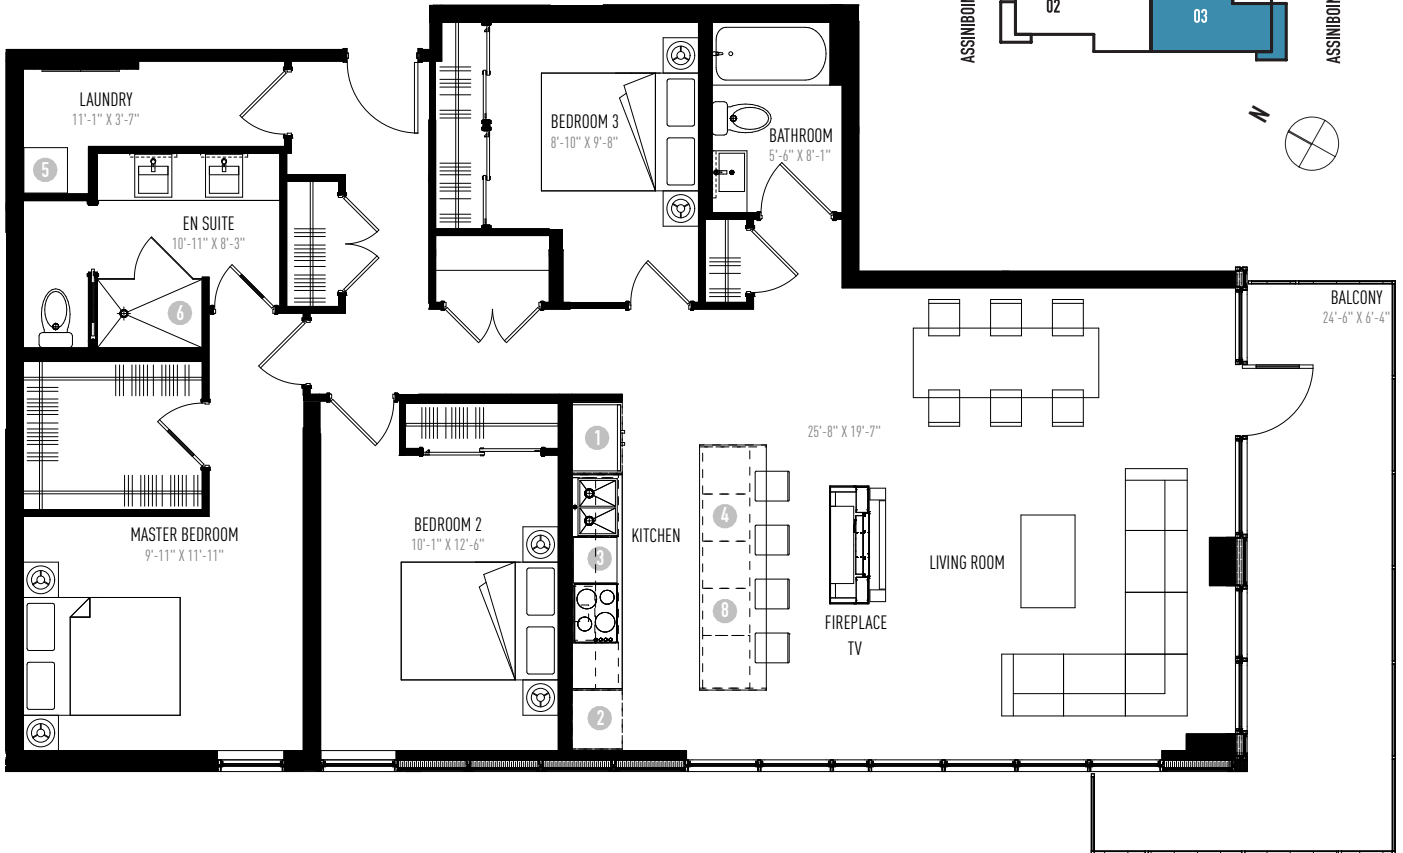 ASSINIBOIN
02
03
ASSINIBOIN
N
LAUNDRY
11'-1" X 3'-7"
5
BEDROOM 3
8'-10" X 9'-8"
BATHROOM
5'-6" X 8'-1"
EN SUITE
10'-11" X 8'-3"
6
BALCONY
24'-6" X 6'-4"
25'-8" X 19'-7"
1
MASTER BEDROOM
9'-11" X 11'-11"
BEDROOM 2
10'-1" X 12'-6"
KITCHEN
4
3
8
2
LIVING ROOM
FIREPLACE
TV